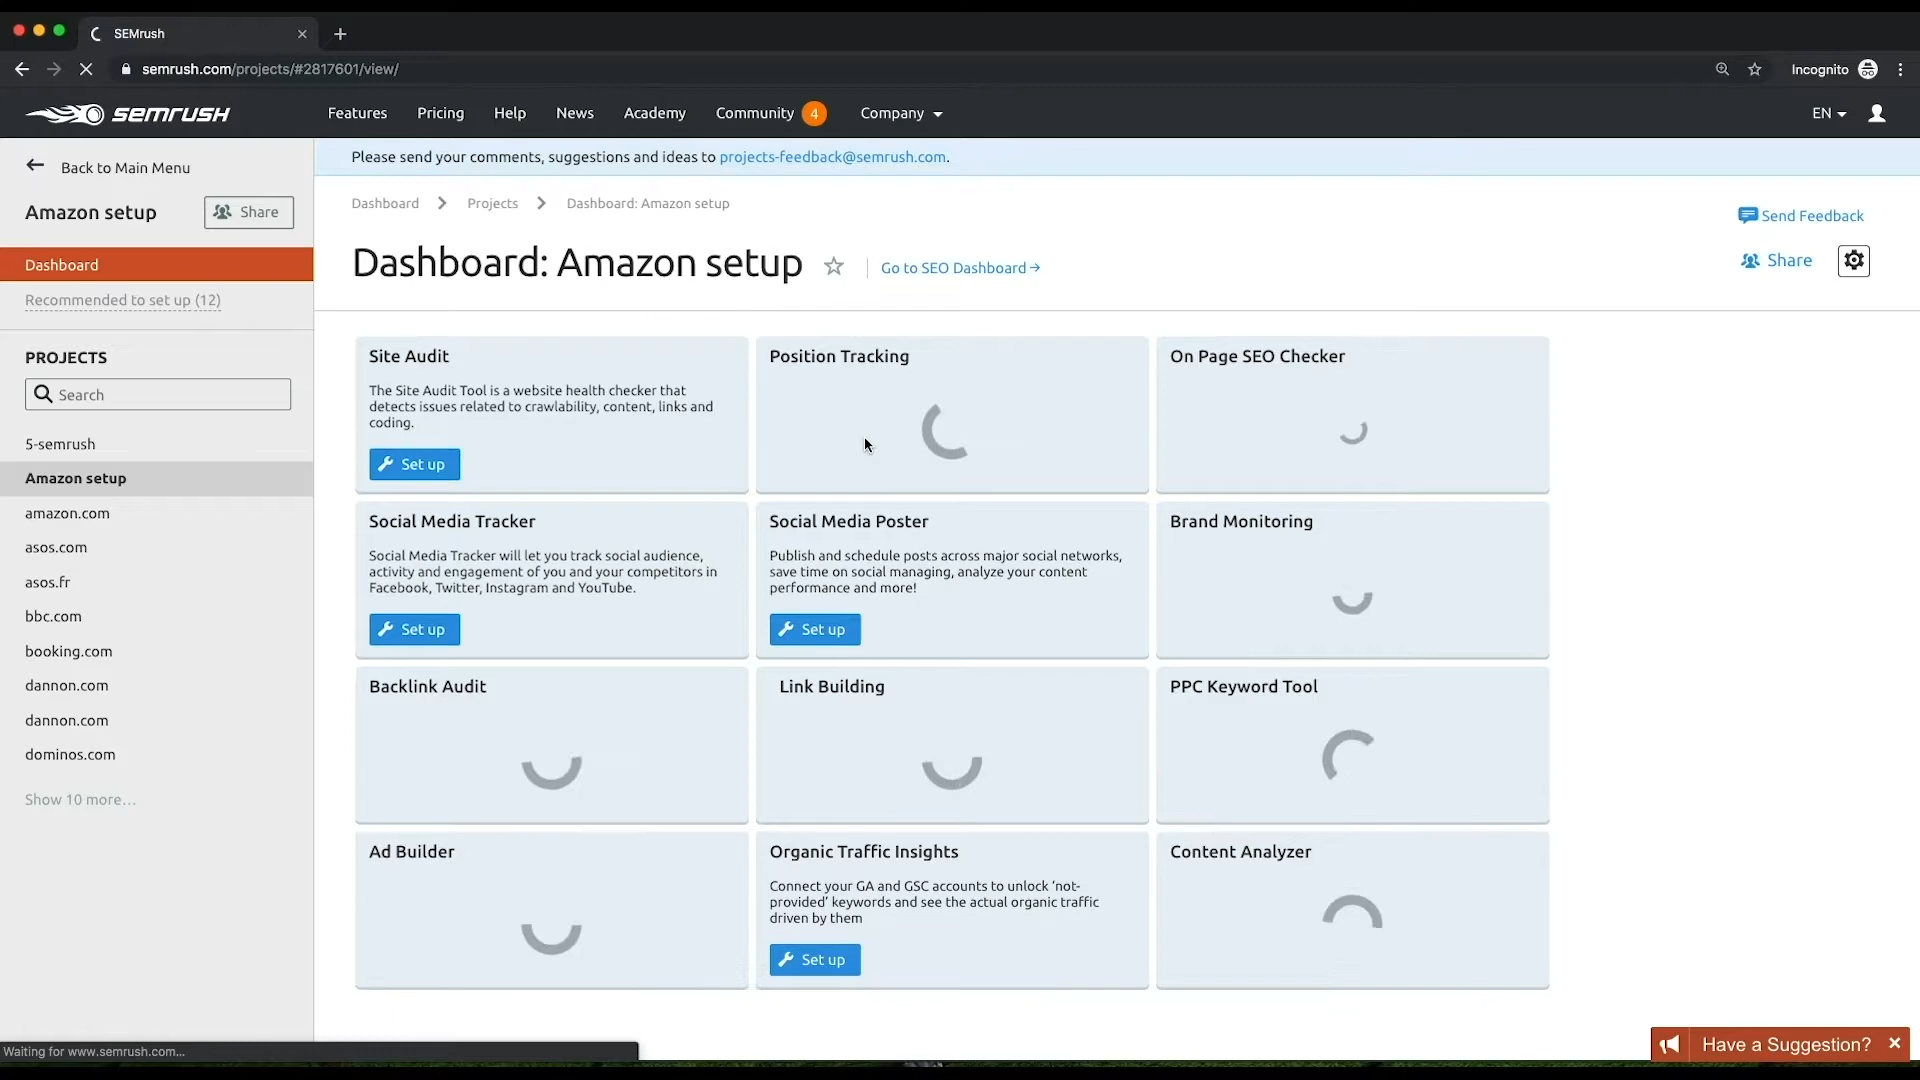 SEMrush
semrush.com/projects/#2817601/view/
Incognito
SEMRUSH
Features
Pricing
Help
News
Academy
Community 4
Company
EN
Back to Main Menu
Amazon setup
Share
Dashboard
Recommended to set up (12)
PROJECTS
Search
5-semrush
Amazon setup
amazon.com
asos.com
asos.fr
bbc.com
booking.com
dannon.com
dannon.com
dominos.com
Show 10 more...
Please send your comments, suggestions and ideas to projects-feedback@semrush.com.
Dashboard
Projects
Dashboard: Amazon setup
Send Feedback
Dashboard: Amazon setup
Go to SEO Dashboard →
Share
Site Audit
The Site Audit Tool is a website health checker that
detects issues related to crawlability, content, links and
coding.
Set up
Position Tracking
On Page SEO Checker
Social Media Tracker
Social Media Tracker will let you track social audience,
activity and engagement of you and your competitors in
Facebook, Twitter, Instagram and YouTube.
Set up
Social Media Poster
Publish and schedule posts across major social networks,
save time on social managing, analyze your content
performance and more!
Set up
Brand Monitoring
Backlink Audit
Link Building
PPC Keyword Tool
Ad Builder
Organic Traffic Insights
Connect your GA and GSC accounts to unlock ‘not-
provided’ keywords and see the actual organic traffic
driven by them
Set up
Content Analyzer
Waiting for www.semrush.com...
Have a Suggestion?